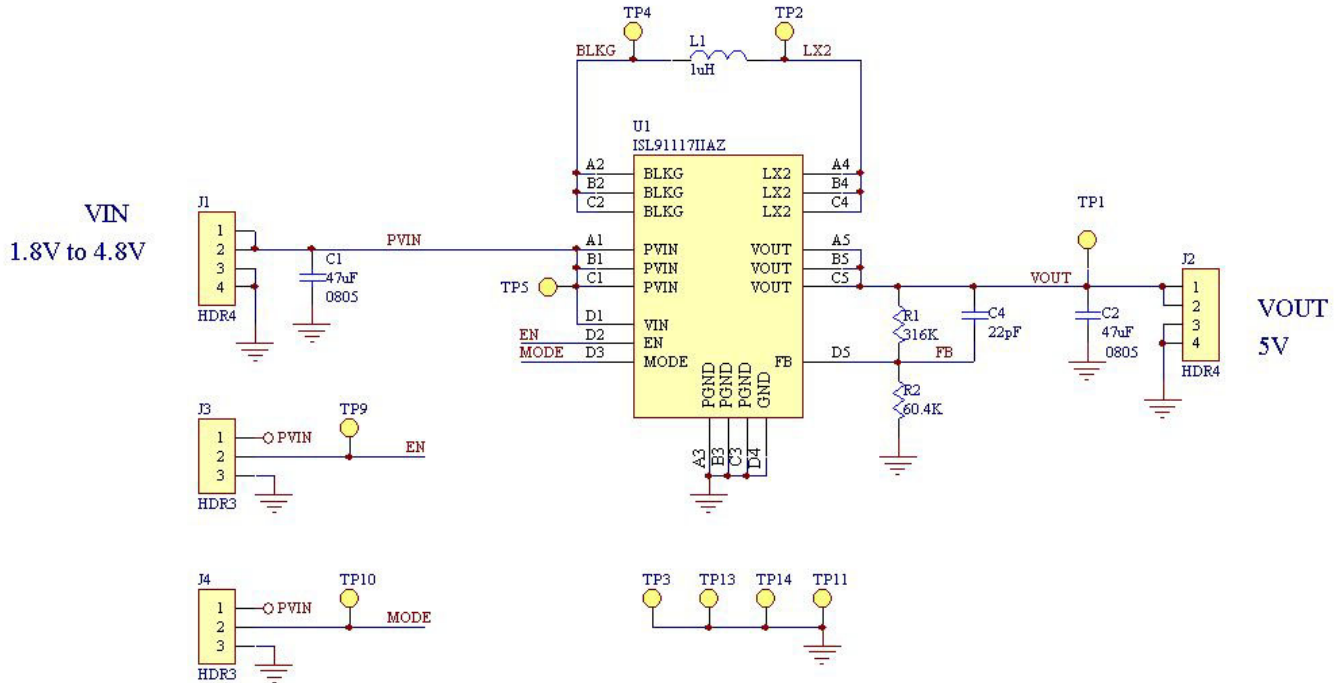 TP4
TP2
BLKG
L1
LX2
1uH
U1
ISL91117IIAZ
A2 BLKG LX2 A4
B2 BLKG LX2 B4
C2 BLKG LX2 C4
VIN
1.8V to 4.8V
J1
1
2
3
4
HDR4
PVIN
C1
47uF
0805
A1 PVIN VOUT A5
B1 PVIN VOUT B5
C1 PVIN VOUT C5
TP5
D1 VIN
EN D2 EN
MODE D3 MODE FB D5
PGND PGND PGND GND
A3 B3 C3 D4
R1
316K
C4
22pF
FB
R2
60.4K
VOUT
TP1
C2
47uF
0805
J2
1
2
3
4
HDR4
VOUT
5V
J3
1 PVIN
2
3
HDR3
TP9
EN
J4
1 PVIN
2
3
HDR3
TP10
MODE
TP3 TP13 TP14 TP11